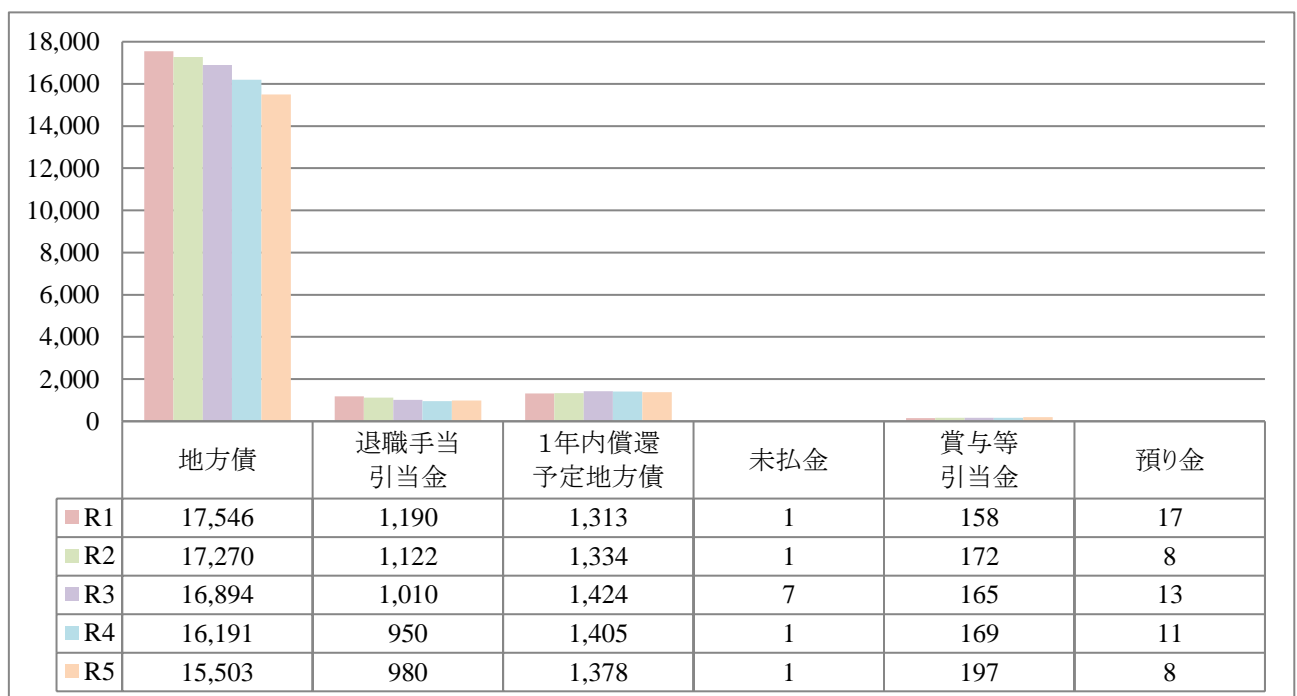 18,000
16,000
14,000
12,000
10,000
8,000
6,000
4,000
2,000
0
地方債 退職手当引当金 1年内償還予定地方債 未払金 賞与等引当金 預り金
R1 17,546 1,190 1,313 1 158 17
R2 17,270 1,122 1,334 1 172 8
R3 16,894 1,010 1,424 7 165 13
R4 16,191 950 1,405 1 169 11
R5 15,503 980 1,378 1 197 8